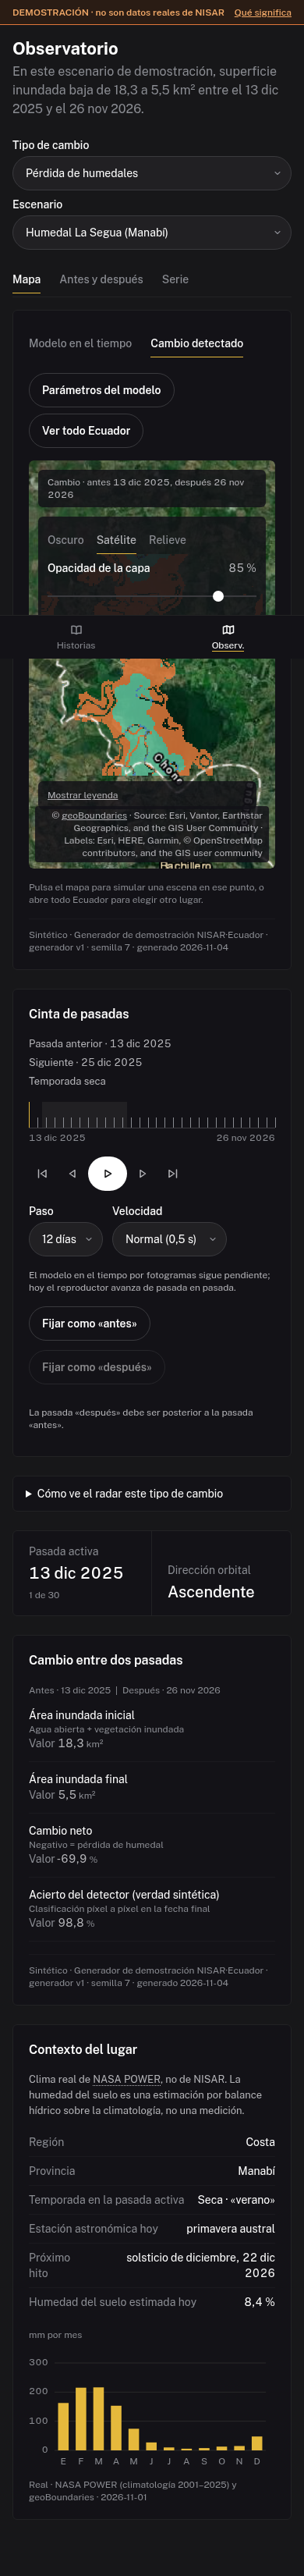 DEMOSTRACIÓN · no son datos reales de NISAR Qué significa
Observatorio
En este escenario de demostración, superficie
inundada baja de 18,3 a 5,5 km² entre el 13 dic
2025 y el 26 nov 2026.
Tipo de cambio
Pérdida de humedales
Escenario
Humedal La Segua (Manabí)
Mapa Antes y después Serie
Modelo en el tiempo Cambio detectado
Parámetros del modelo
Ver todo Ecuador
Cambio · antes 13 dic 2025, después 26 nov
2026
Oscuro Satélite Relieve
Opacidad de la capa 85 %
Historias Observ.
Chone
Mostrar leyenda
© geoBoundaries · Source: Esri, Vantor, Earthstar
Geographics, and the GIS User Community ·
Labels: Esri, HERE, Garmin, © OpenStreetMap
contributors, and the GIS user community
Bachillero
Pulsa el mapa para simular una escena en ese punto, o
abre todo Ecuador para elegir otro lugar.
Sintético · Generador de demostración NISAR·Ecuador ·
generador v1 · semilla 7 · generado 2026-11-04
Cinta de pasadas
Pasada anterior · 13 dic 2025
Siguiente · 25 dic 2025
Temporada seca
13 dic 2025 26 nov 2026
Paso Velocidad
12 días Normal (0,5 s)
El modelo en el tiempo por fotogramas sigue pendiente;
hoy el reproductor avanza de pasada en pasada.
Fijar como «antes»
Fijar como «después»
La pasada «después» debe ser posterior a la pasada
«antes».
Cómo ve el radar este tipo de cambio
Pasada activa
13 dic 2025
1 de 30
Dirección orbital
Ascendente
Cambio entre dos pasadas
Antes · 13 dic 2025 | Después · 26 nov 2026
Área inundada inicial
Agua abierta + vegetación inundada
Valor 18,3 km²
Área inundada final
Valor 5,5 km²
Cambio neto
Negativo = pérdida de humedal
Valor -69,9 %
Acierto del detector (verdad sintética)
Clasificación píxel a píxel en la fecha final
Valor 98,8 %
Sintético · Generador de demostración NISAR·Ecuador ·
generador v1 · semilla 7 · generado 2026-11-04
Contexto del lugar
Clima real de NASA POWER, no de NISAR. La
humedad del suelo es una estimación por balance
hídrico sobre la climatología, no una medición.
Región Costa
Provincia Manabí
Temporada en la pasada activa Seca · «verano»
Estación astronómica hoy primavera austral
Próximo hito solsticio de diciembre, 22 dic 2026
Humedad del suelo estimada hoy 8,4 %
mm por mes
300
200
100
0
E F M A M J J A S O N D
Real · NASA POWER (climatología 2001–2025) y
geoBoundaries · 2026-11-01